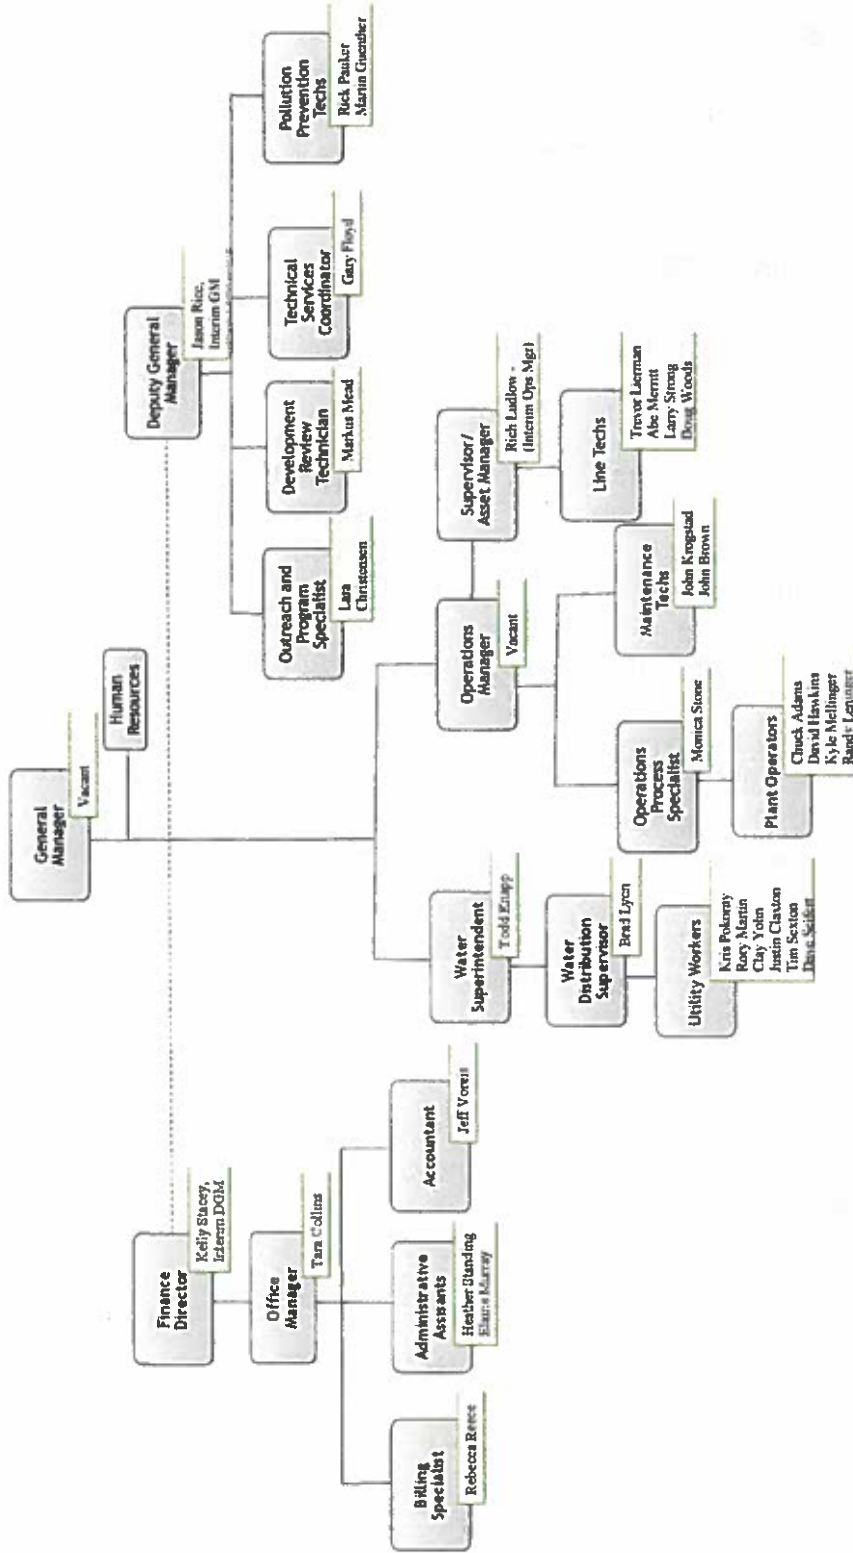 General
Manager
Vacant
Human
Resources
Finance
Director
Kelly Stacey,
Interim DGM
Deputy General
Manager
Jason Rice,
Interim GM
Office
Manager
Tara Collins
Billing
Specialist
Rebecca Reece
Administrative
Assistants
Heather Standing
Elaine Murray
Accountant
Jeff Voreis
Water
Superintendent
Todd Knapp
Water
Distribution
Supervisor
Brad Lyon
Utility Workers
Kris Pokorny
Rory Martin
Clay Yohn
Justin Claxton
Tim Sexton
Dave Seifert
Operations
Manager
Vacant
Supervisor/
Asset Manager
Rich Ludlow -
(Interim Ops Mgr)
Operations
Process
Specialist
Monica Stone
Plant Operators
Chuck Adams
David Hawkins
Kyle Mellinger
Randy Leninger
Maintenance
Techs
John Krogstad
John Brown
Line Techs
Trevor Lierman
Abe Merritt
Larry Strong
Doug Woods
Outreach and
Program
Specialist
Lara
Christensen
Development
Review
Technician
Markus Mead
Technical
Services
Coordinator
Gary Floyd
Pollution
Prevention
Techs
Rick Pauker
Martin Guenther